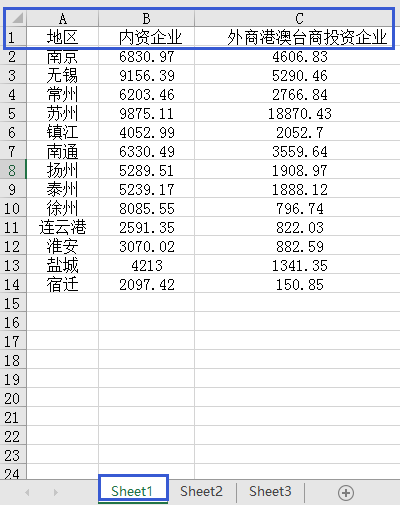 A B C
1 地区 内资企业 外商港澳台商投资企业
2 南京 6830.97 4606.83
3 无锡 9156.39 5290.46
4 常州 6203.46 2766.84
5 苏州 9875.11 18870.43
6 镇江 4052.99 2052.7
7 南通 6330.49 3559.64
8 扬州 5289.51 1908.97
9 泰州 5239.17 1888.12
10 徐州 8085.55 796.74
11 连云港 2591.35 822.03
12 淮安 3070.02 882.59
13 盐城 4213 1341.35
14 宿迁 2097.42 150.85
15
16
17
18
19
20
21
22
23
24
Sheet1 Sheet2 Sheet3